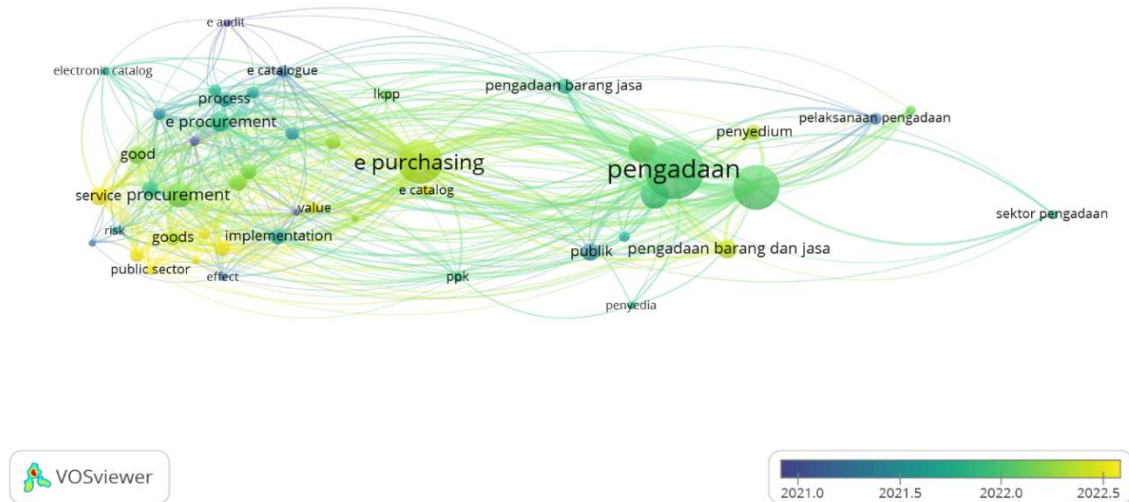 e audit
electronic catalog
e catalogue
pengadaan barang jasa
lkpp
process
e procurement
pelaksanaan pengadaan
penyedium
good
e purchasing
pengadaan
e catalog
service
procurement
value
sektor pengadaan
risk
goods
implementation
publik
pengadaan barang dan jasa
public sector
effect
ppk
penyedia
VOSviewer
2021.0 2021.5 2022.0 2022.5